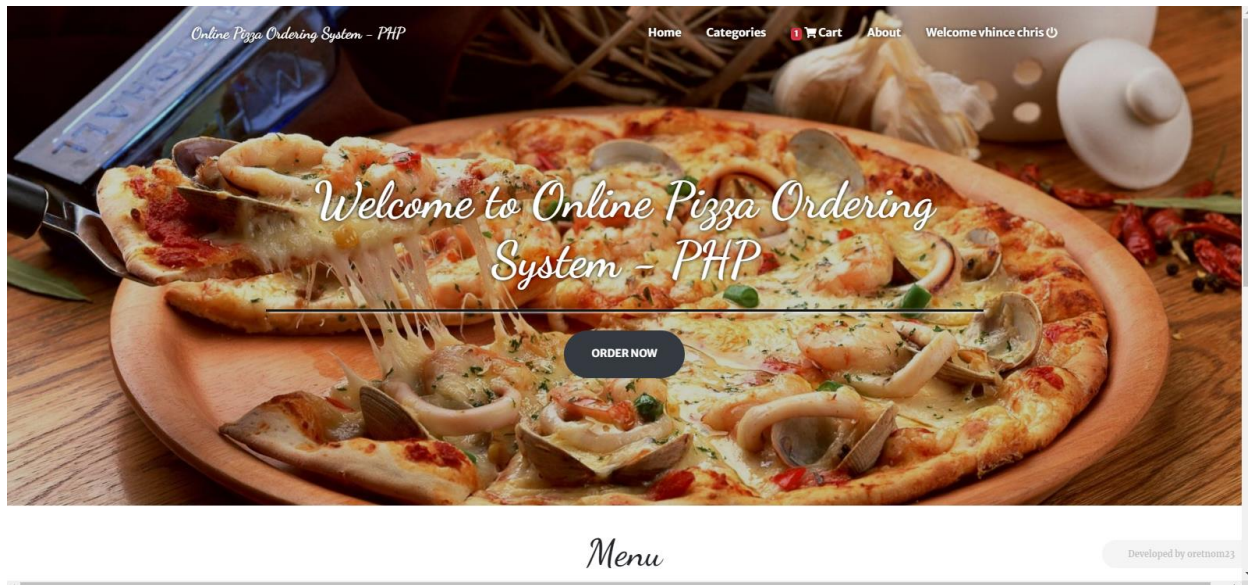 Online Pizza Ordering System - PHP
Home Categories 1 Cart About Welcome vhince chris
Welcome to Online Pizza Ordering
System - PHP
ORDER NOW
Menu
Developed by oretnom23